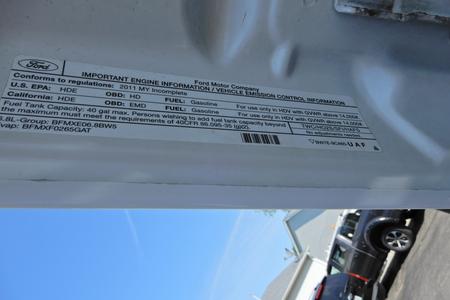 Ford
Ford Motor Company
IMPORTANT ENGINE INFORMATION / VEHICLE EMISSION CONTROL INFORMATION
Conforms to regulations: 2011 MY Incomplete
U.S. EPA: HDE OBD: HD FUEL: Gasoline For use only in HDV with GVWR above 14,000#
California: HDE OBD: EMD FUEL: Gasoline For use only in HDV with GVWR above 14,000#
Fuel Tank Capacity: 40 gal max. Persons wishing to add fuel tank capacity beyond
the maximum must meet the requirements of 40CFR 86.098-35
6.8L-Group: BFMXE06.8BW5
Evap: BFMXF0265GAT
UAF